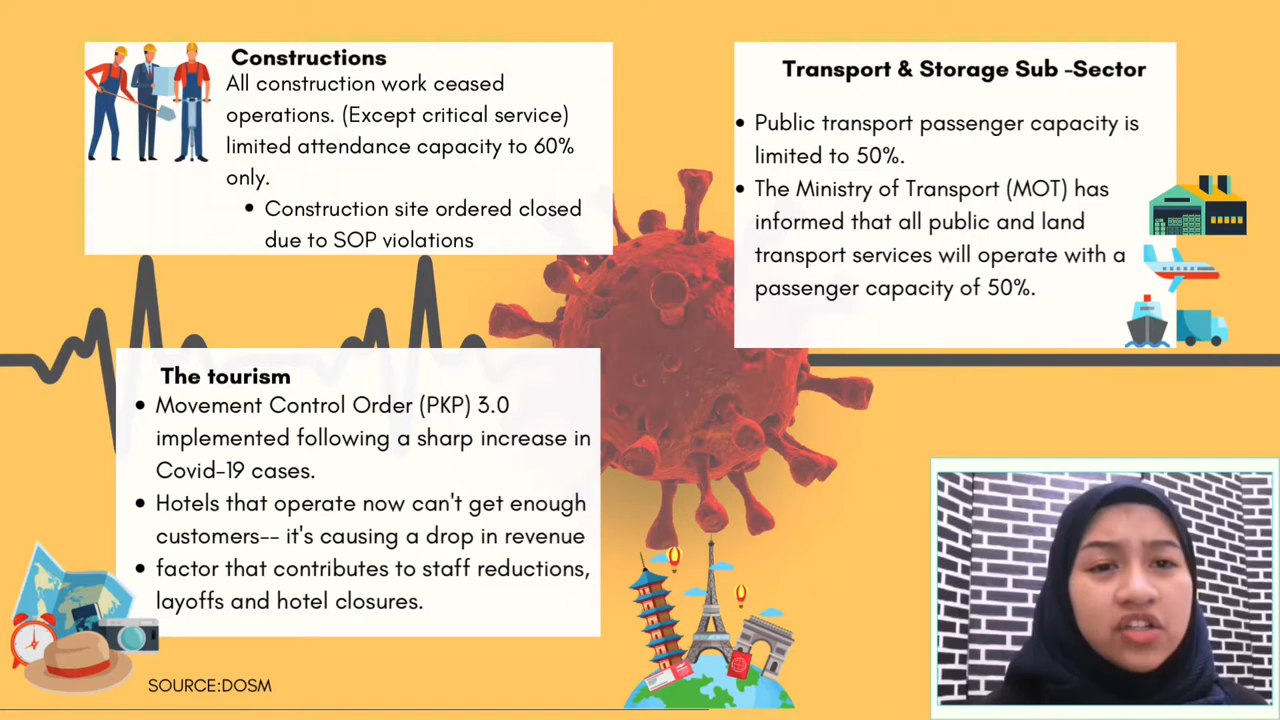 Constructions
All construction work ceased
operations. (Except critical service)
limited attendance capacity to 60%
only.
• Construction site ordered closed
due to SOP violations
Transport & Storage Sub -Sector
• Public transport passenger capacity is
limited to 50%.
• The Ministry of Transport (MOT) has
informed that all public and land
transport services will operate with a
passenger capacity of 50%.
The tourism
• Movement Control Order (PKP) 3.0
implemented following a sharp increase in
Covid-19 cases.
• Hotels that operate now can't get enough
customers-- it's causing a drop in revenue
• factor that contributes to staff reductions,
layoffs and hotel closures.
SOURCE:DOSM